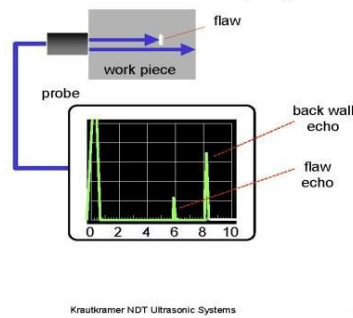 flaw
work piece
probe
back wall
echo
flaw
echo
0 2 4 6 8 10
Krautkramer NDT Ultrasonic Systems